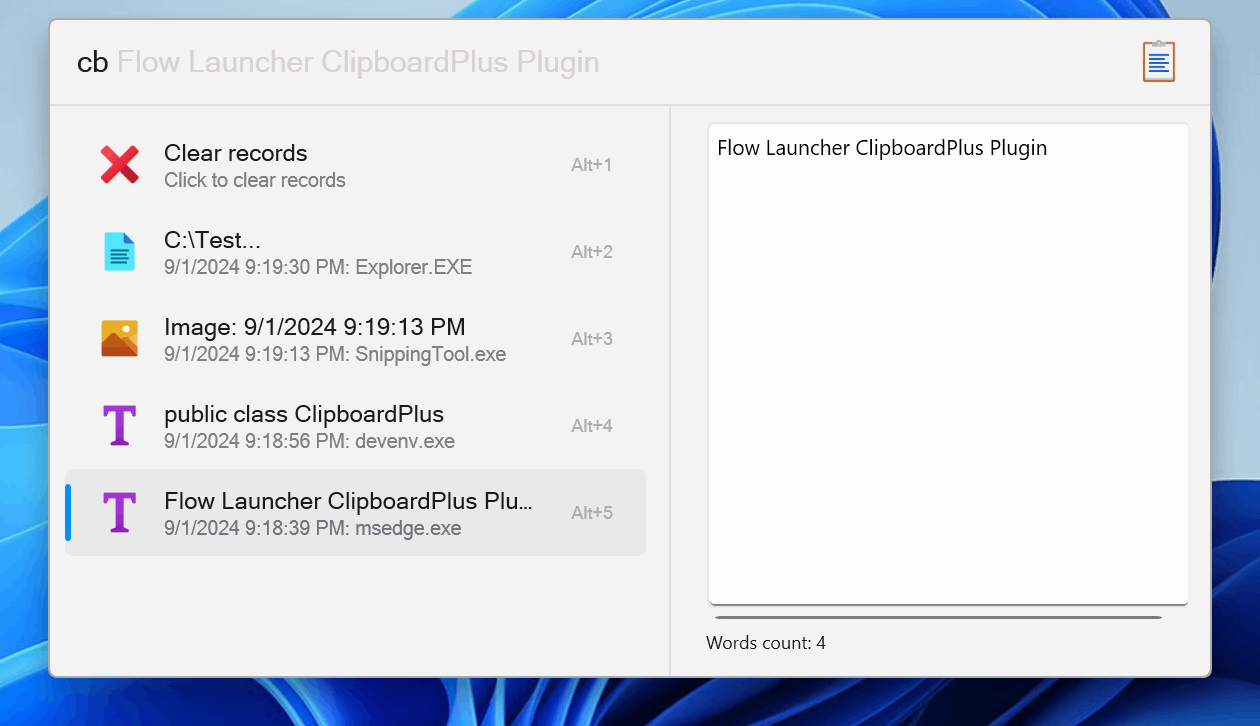 cb Flow Launcher ClipboardPlus Plugin
Clear records
Click to clear records
Alt+1
C:\Test...
9/1/2024 9:19:30 PM: Explorer.EXE
Alt+2
Image: 9/1/2024 9:19:13 PM
9/1/2024 9:19:13 PM: SnippingTool.exe
Alt+3
public class ClipboardPlus
9/1/2024 9:18:56 PM: devenv.exe
Alt+4
Flow Launcher ClipboardPlus Plu...
9/1/2024 9:18:39 PM: msedge.exe
Alt+5
Flow Launcher ClipboardPlus Plugin
Words count: 4